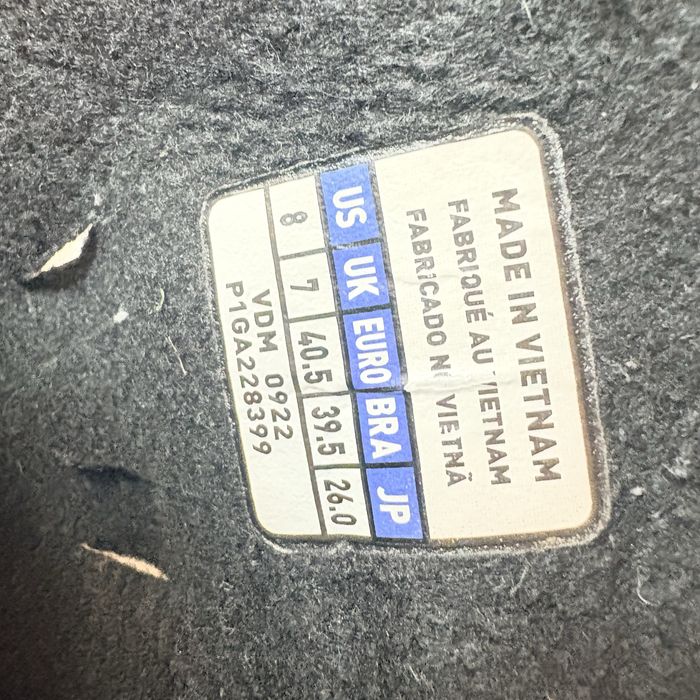 MADE IN VIETNAM
FABRIQUÉ AU VIETNAM
FABRICADO NO VIETNÃ
US UK EURO BRA JP
8 7 40.5 39.5 26.0
VDM 0922
P1GA228399